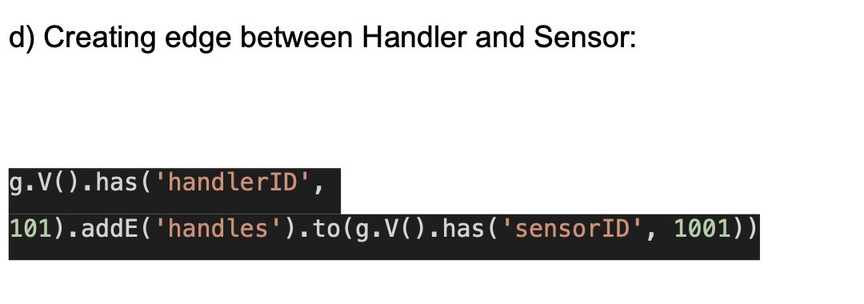 d) Creating edge between Handler and Sensor:
g.V().has('handlerID',
101).addE('handles').to(g.V().has('sensorID', 1001))